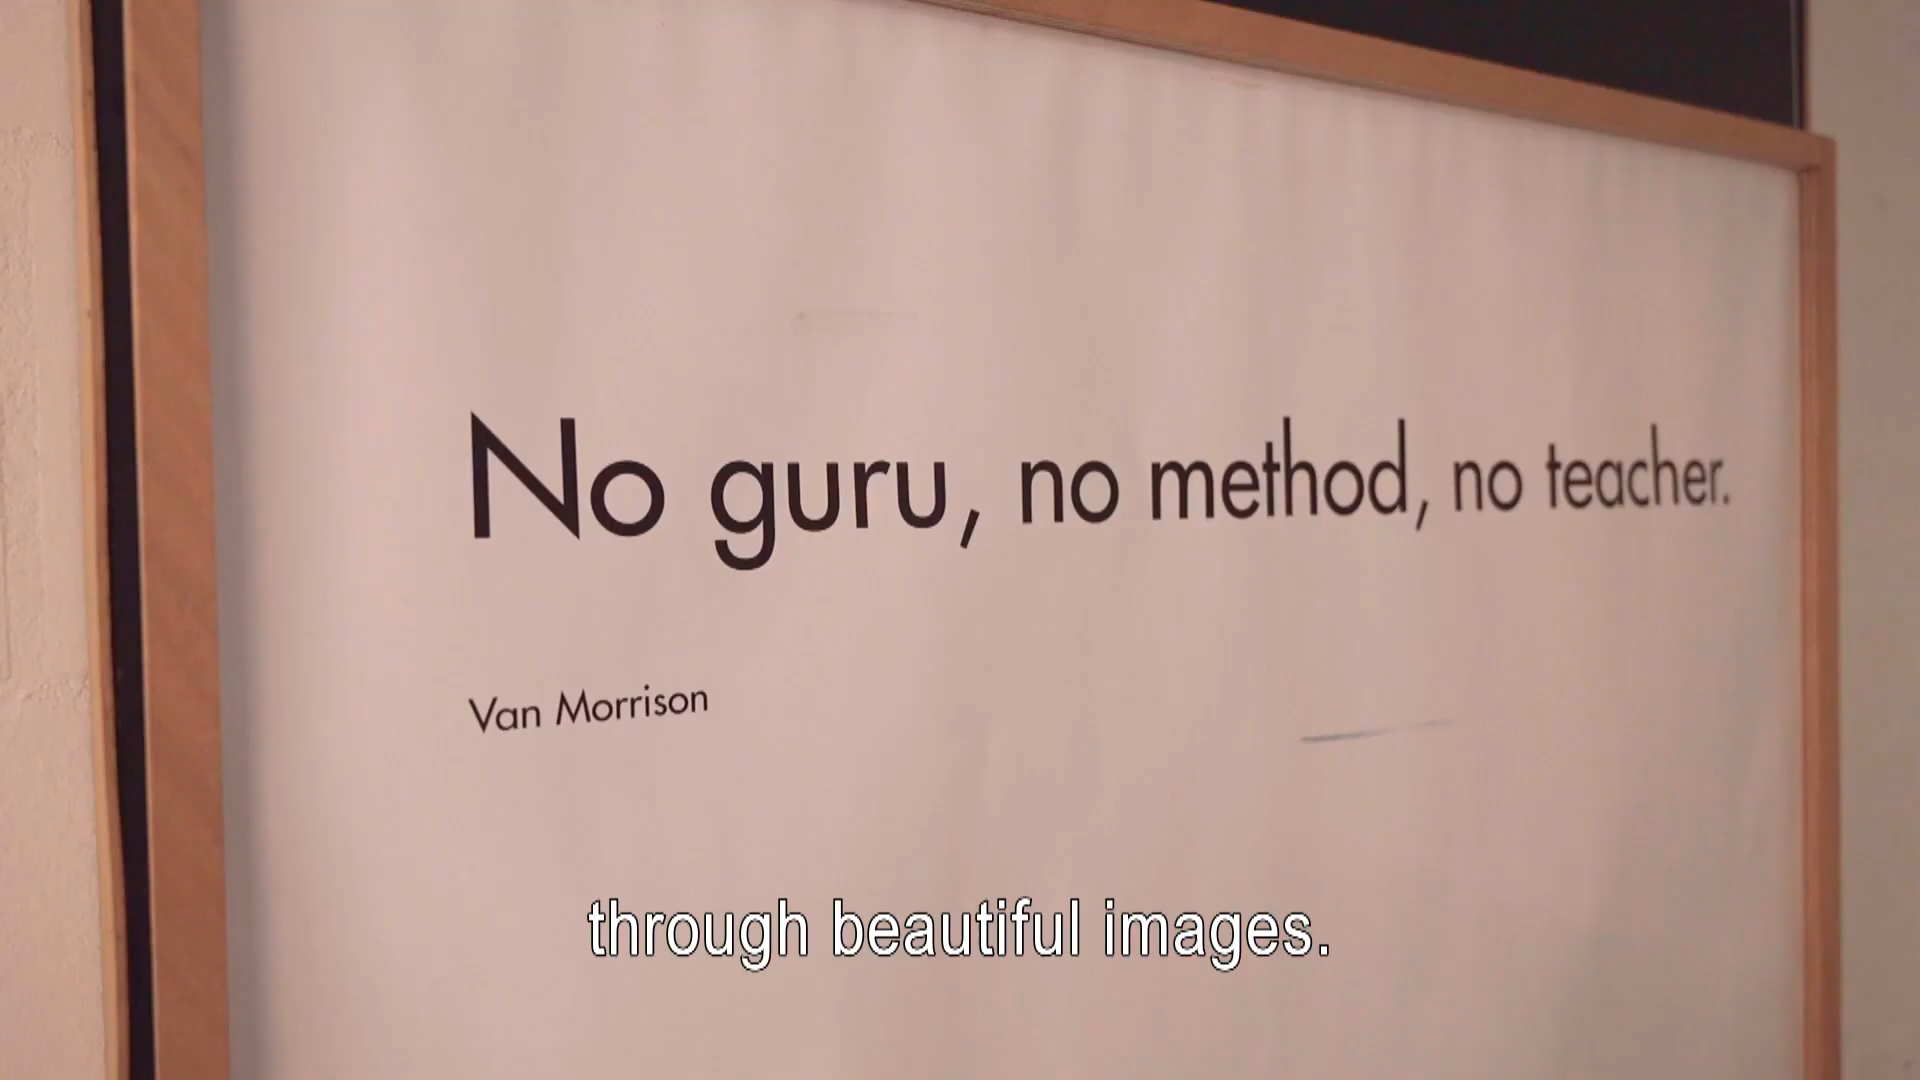 No guru, no method, no teacher.
Van Morrison
through beautiful images.